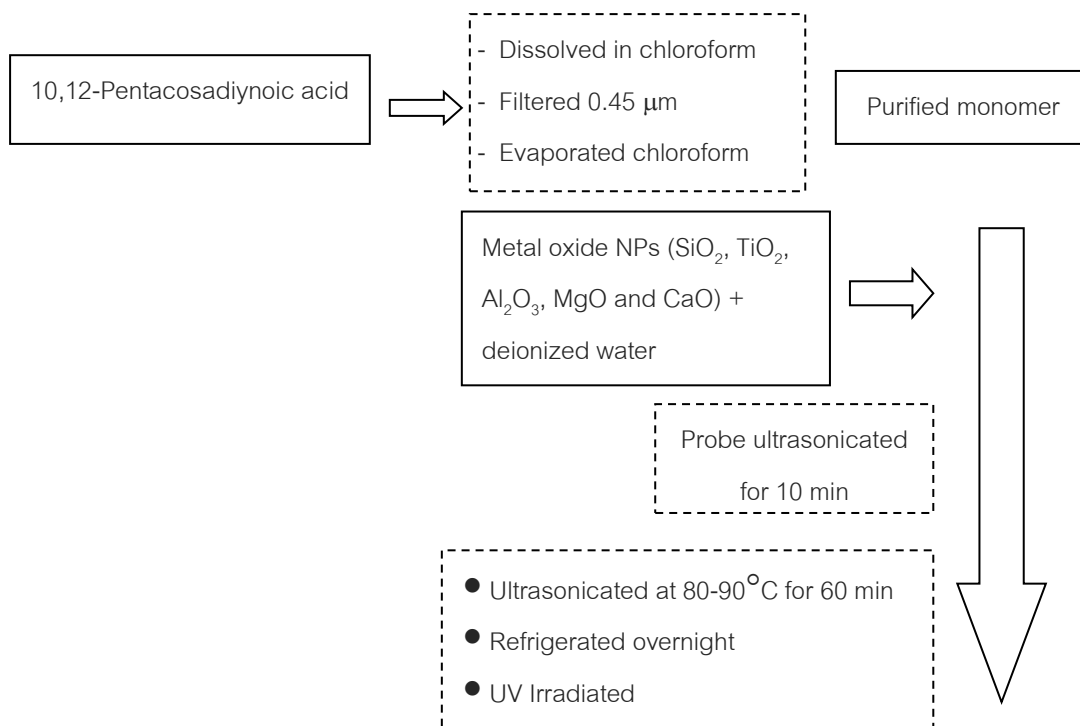 10,12-Pentacosadiynoic acid
- Dissolved in chloroform
- Filtered 0.45 μm
- Evaporated chloroform
Purified monomer
Metal oxide NPs (SiO₂, TiO₂,
Al₂O₃, MgO and CaO) +
deionized water
Probe ultrasonicated
for 10 min
● Ultrasonicated at 80-90°C for 60 min
● Refrigerated overnight
● UV Irradiated